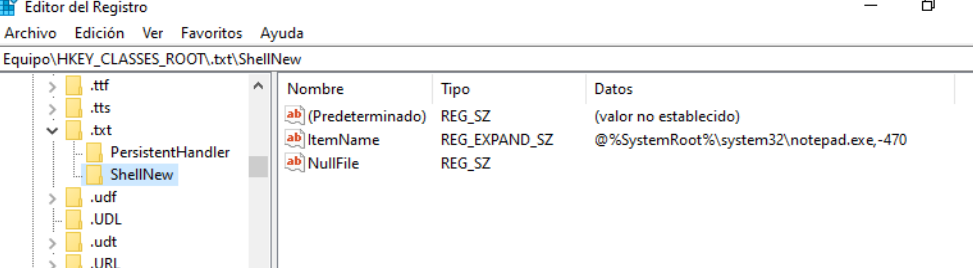 Editor del Registro
Archivo Edición Ver Favoritos Ayuda
Equipo\HKEY_CLASSES_ROOT\.txt\ShellNew
.ttf
.tts
.txt
PersistentHandler
ShellNew
.udf
.UDL
.udt
.URL
Nombre Tipo Datos
(Predeterminado) REG_SZ (valor no establecido)
ItemName REG_EXPAND_SZ @%SystemRoot%\system32\notepad.exe,-470
NullFile REG_SZ